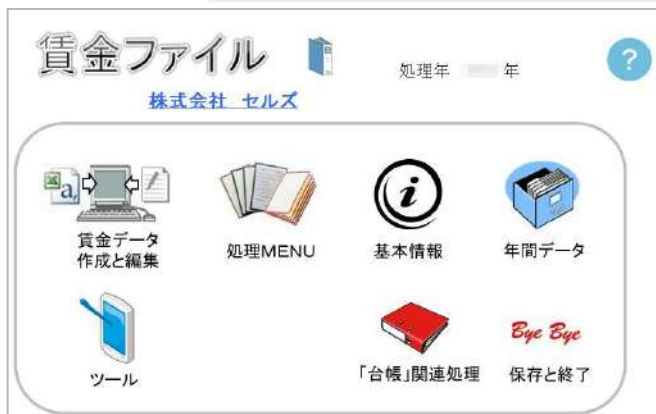 賃金ファイル
処理年 年
?
株式会社 セルズ
a,
賃金データ
作成と編集
処理MENU
i
基本情報
年間データ
ツール
「台帳」関連処理
Bye Bye
保存と終了